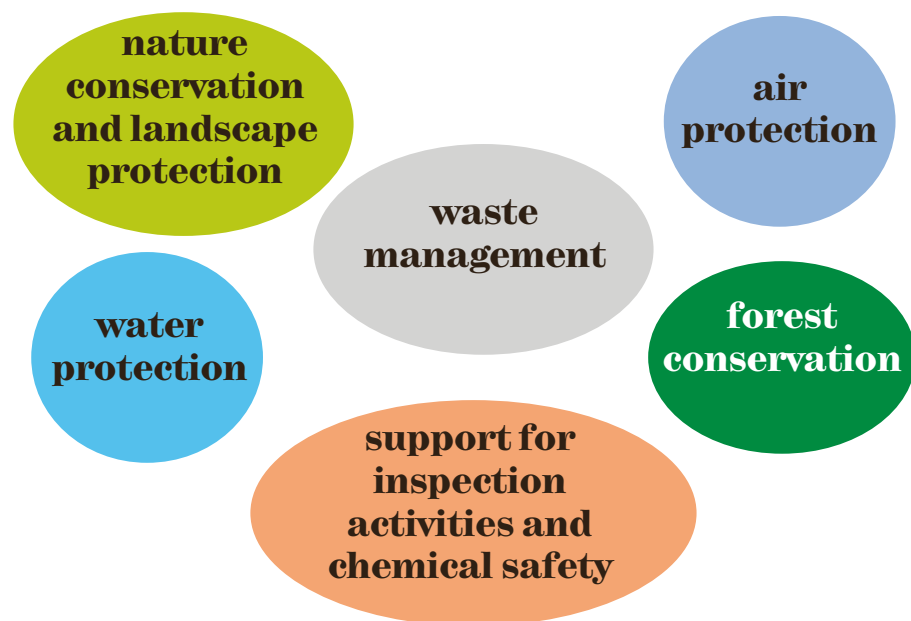 nature
conservation
and landscape
protection
air
protection
waste
management
water
protection
forest
conservation
support for
inspection
activities and
chemical safety